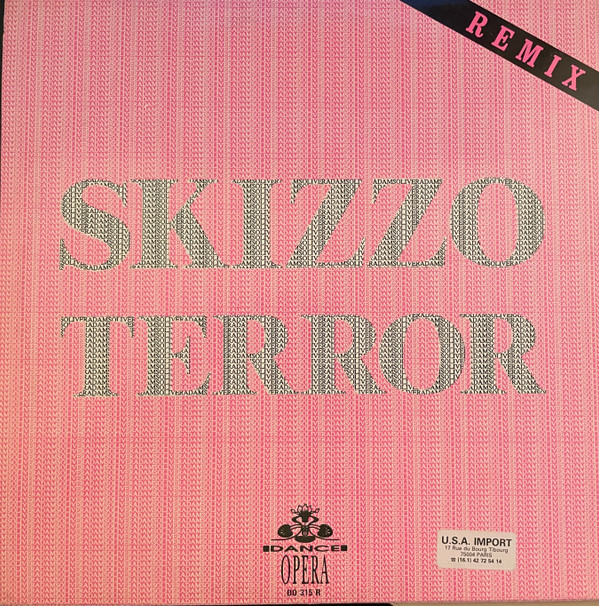 REMIX
SKIZZO
TERROR
DANCE
OPERA
DO 315 R
U.S.A. IMPORT
17 Rue du Bourg Tibourg
75004 PARIS
☎ (16.1) 42 72 54 14